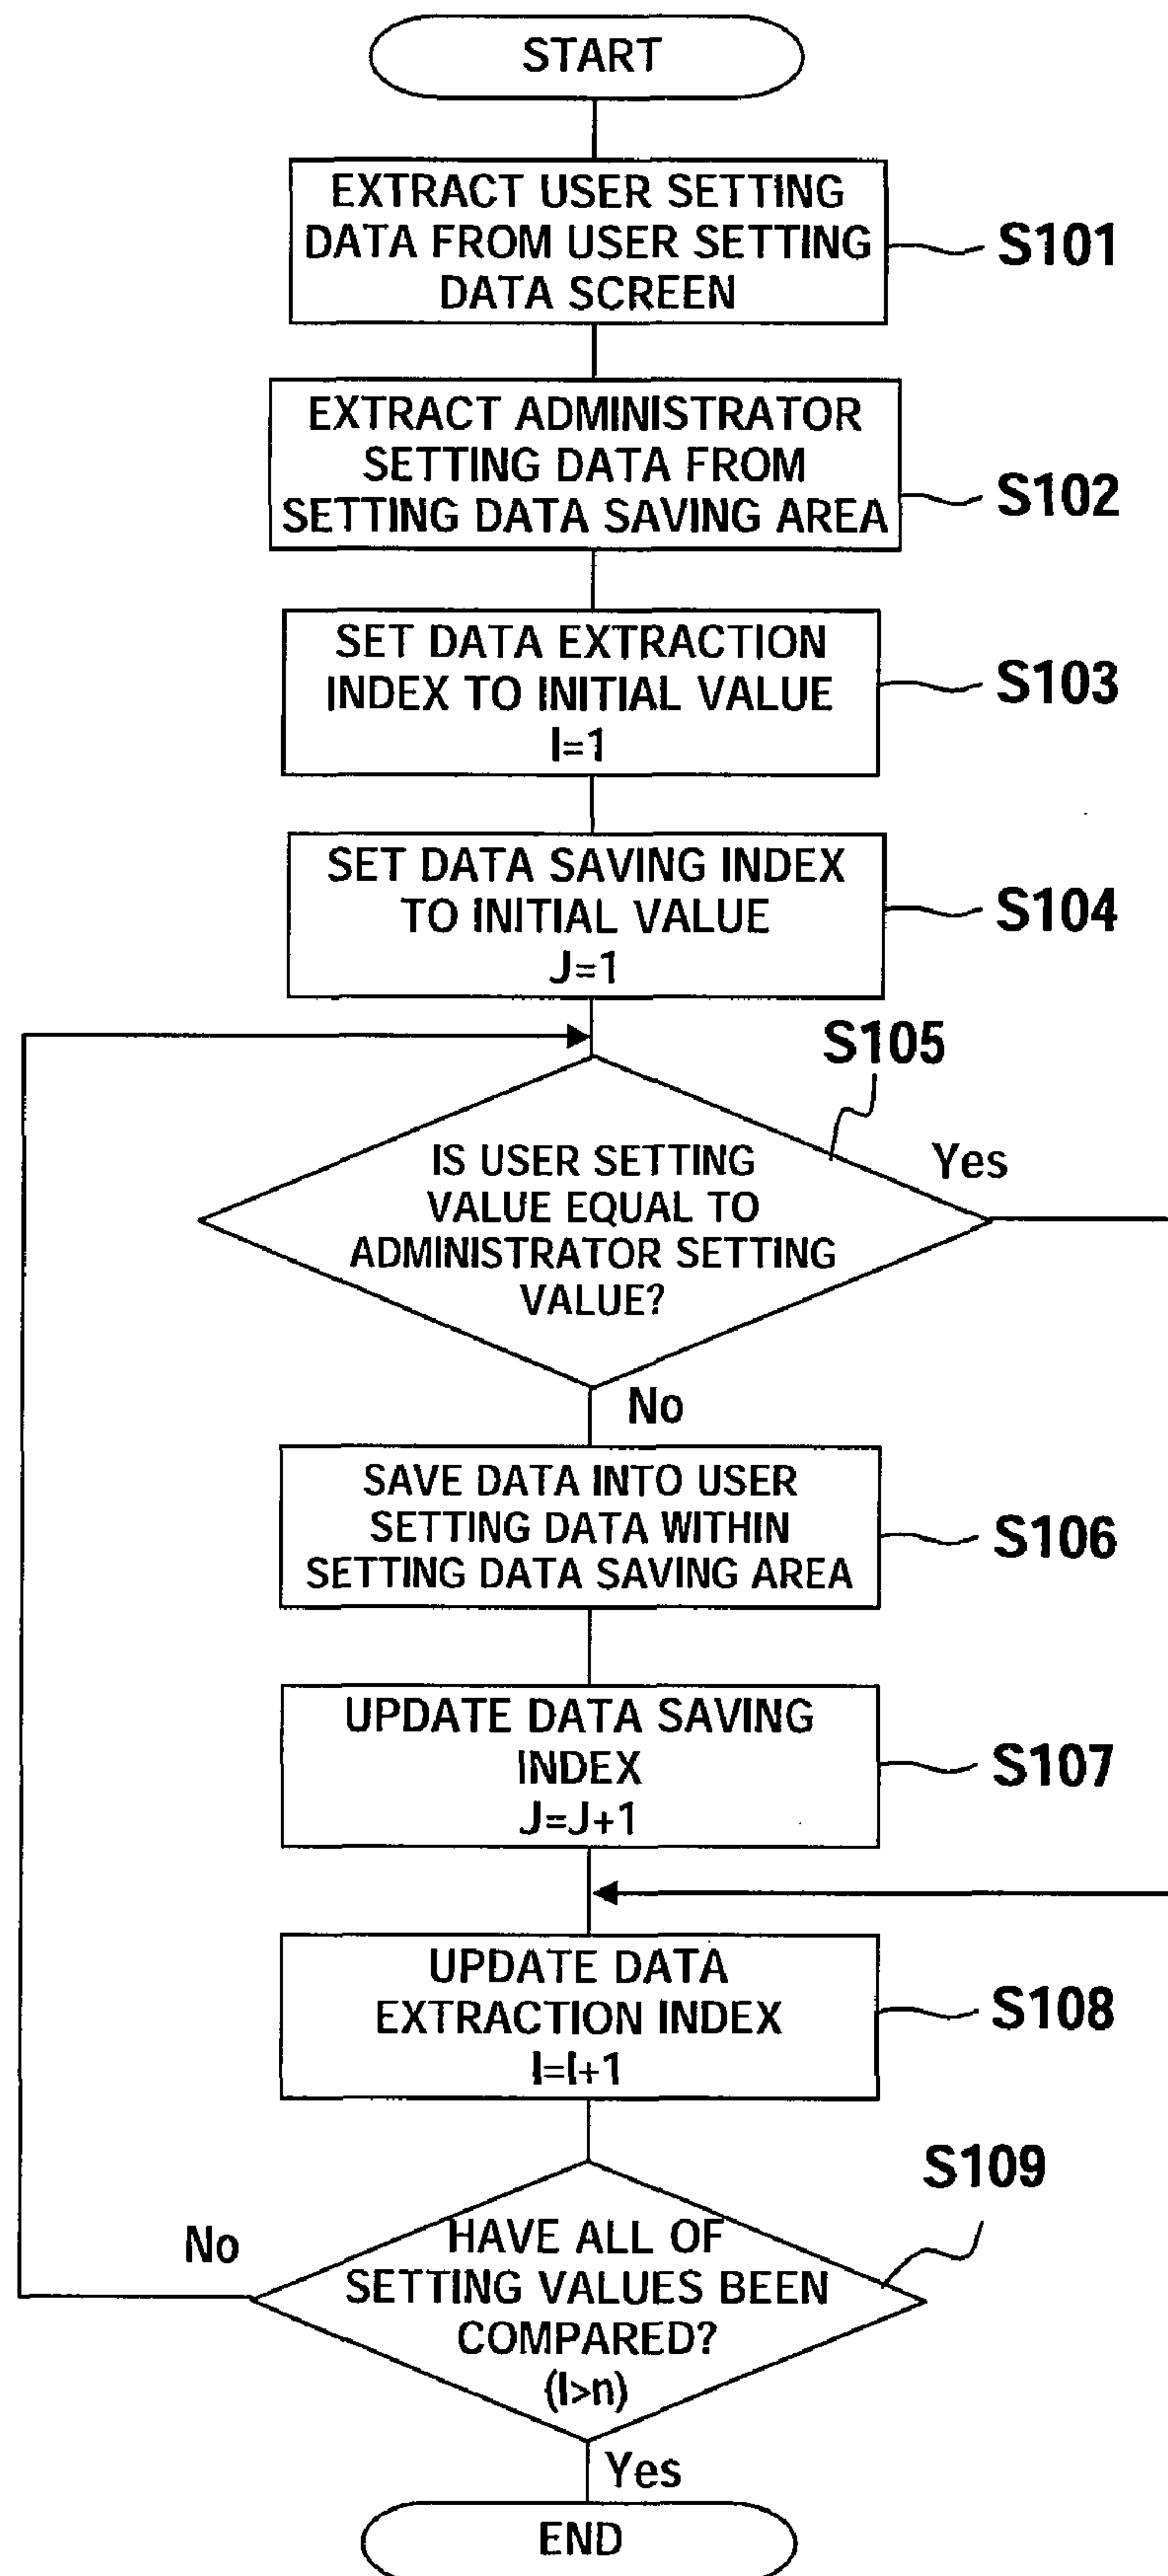 START
EXTRACT USER SETTING
DATA FROM USER SETTING
DATA SCREEN
S101
EXTRACT ADMINISTRATOR
SETTING DATA FROM
SETTING DATA SAVING AREA
S102
SET DATA EXTRACTION
INDEX TO INITIAL VALUE
I=1
S103
SET DATA SAVING INDEX
TO INITIAL VALUE
J=1
S104
S105
IS USER SETTING
VALUE EQUAL TO
ADMINISTRATOR SETTING
VALUE?
Yes
No
SAVE DATA INTO USER
SETTING DATA WITHIN
SETTING DATA SAVING AREA
S106
UPDATE DATA SAVING
INDEX
J=J+1
S107
UPDATE DATA
EXTRACTION INDEX
I=I+1
S108
S109
HAVE ALL OF
SETTING VALUES BEEN
COMPARED?
(I>n)
No
Yes
END